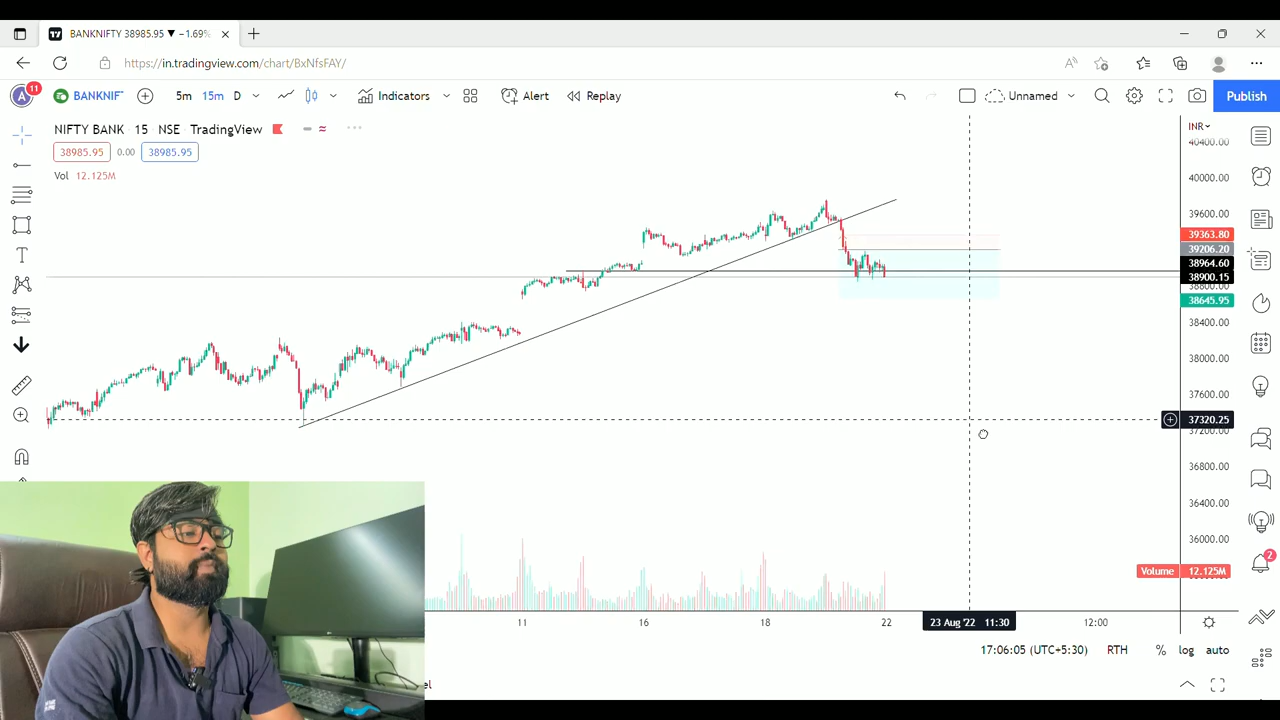 BANKNIFTY 38985.95 ▼ −1.69%
https://in.tradingview.com/chart/BxNfsFAY/
A 11 BANKNIF 5m 15m D Indicators Alert Replay Unnamed Publish
NIFTY BANK · 15 · NSE · TradingView
INR
38985.95 0.00 38985.95
Vol 12.125M
40400.00
40000.00
39600.00
39363.80
39206.20
38964.60
38900.15
38800.00
38645.95
38400.00
38000.00
37600.00
37320.25
37200.00
36800.00
36400.00
36000.00
Volume 12.125M
2
11 16 18 22 23 Aug '22 11:30 12:00
17:06:05 (UTC+5:30) RTH % log auto